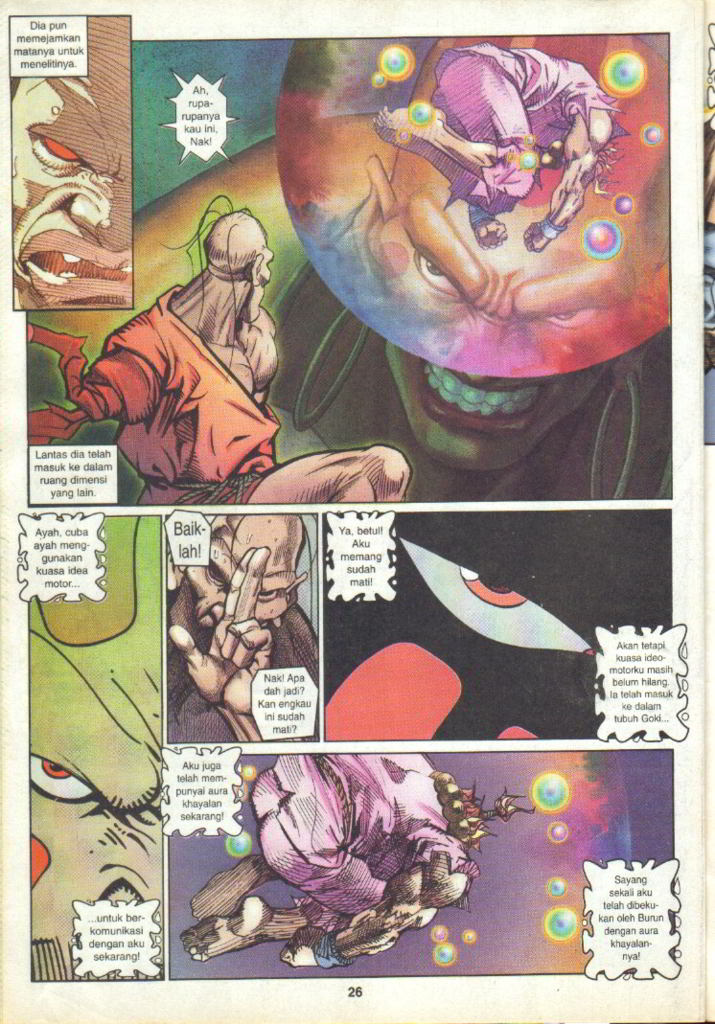 Dia pun
memejamkan
matanya untuk
menelitinya.
Ah,
rupa-
rupanya
kau ini,
Nak!
Lantas dia telah
masuk ke dalam
ruang dimensi
yang lain.
Ayah, cuba
ayah meng-
gunakan
kuasa idea
motor...
...untuk ber-
komunikasi
dengan aku
sekarang!
Baik-
lah!
Nak! Apa
dah jadi?
Kan engkau
ini sudah
mati?
Ya, betul!
Aku
memang
sudah
mati!
Akan tetapi
kuasa ideo-
motorku masih
belum hilang.
Ia telah masuk
ke dalam
tubuh Goki...
Aku juga
telah mem-
punyai aura
khayalan
sekarang!
Sayang
sekali aku
telah dibeku-
kan oleh Burun
dengan aura
khayalan-
nya!
26